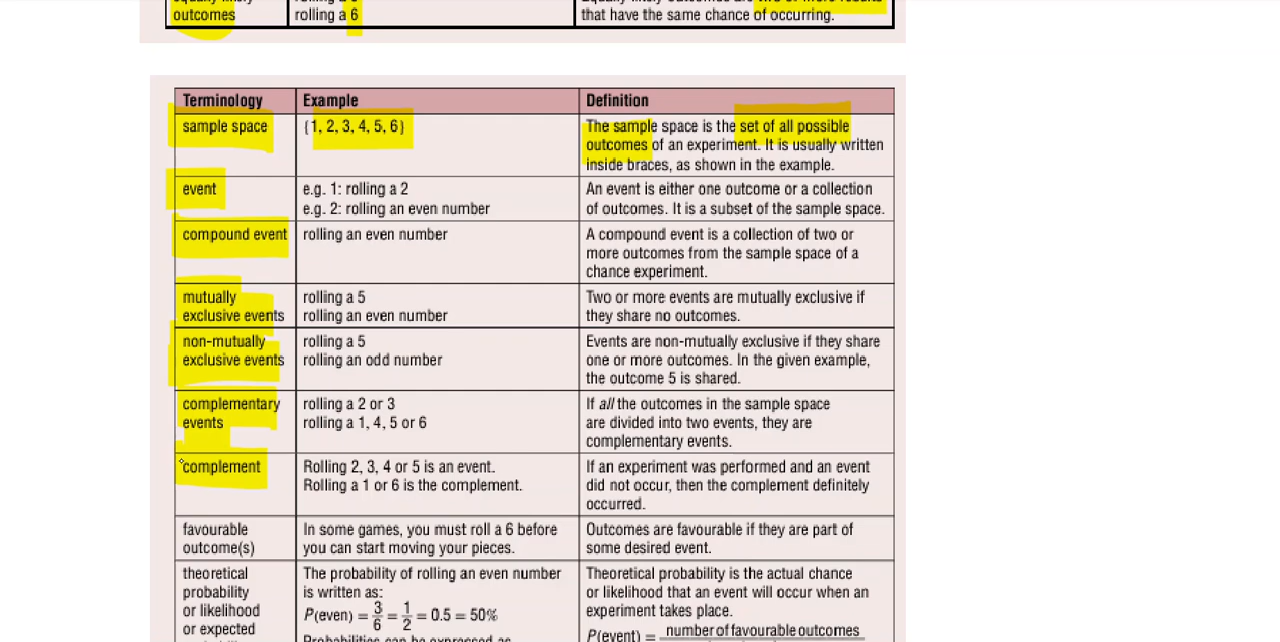 outcomes
rolling a 6
that have the same chance of occurring.
Terminology
Example
Definition
sample space
{1, 2, 3, 4, 5, 6}
The sample space is the set of all possible
outcomes of an experiment. It is usually written
inside braces, as shown in the example.
event
e.g. 1: rolling a 2
e.g. 2: rolling an even number
An event is either one outcome or a collection
of outcomes. It is a subset of the sample space.
compound event
rolling an even number
A compound event is a collection of two or
more outcomes from the sample space of a
chance experiment.
mutually
exclusive events
rolling a 5
rolling an even number
Two or more events are mutually exclusive if
they share no outcomes.
non-mutually
exclusive events
rolling a 5
rolling an odd number
Events are non-mutually exclusive if they share
one or more outcomes. In the given example,
the outcome 5 is shared.
complementary
events
rolling a 2 or 3
rolling a 1, 4, 5 or 6
If all the outcomes in the sample space
are divided into two events, they are
complementary events.
complement
Rolling 2, 3, 4 or 5 is an event.
Rolling a 1 or 6 is the complement.
If an experiment was performed and an event
did not occur, then the complement definitely
occurred.
favourable
outcome(s)
In some games, you must roll a 6 before
you can start moving your pieces.
Outcomes are favourable if they are part of
some desired event.
theoretical
probability
or likelihood
or expected
The probability of rolling an even number
is written as:
P(even) = 3/6 = 1/2 = 0.5 = 50%
Theoretical probability is the actual chance
or likelihood that an event will occur when an
experiment takes place.
P(event) = number of favourable outcomes